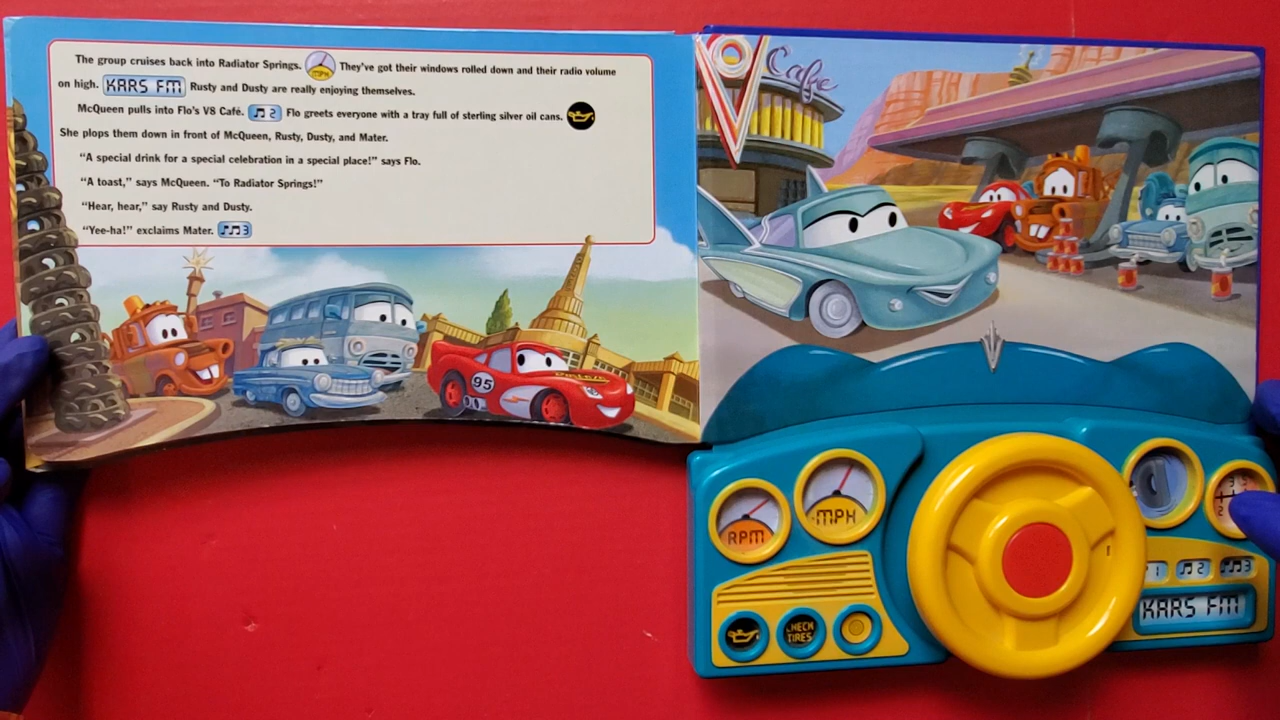 The group cruises back into Radiator Springs. MPH They've got their windows rolled down and their radio volume
on high. KARS FM Rusty and Dusty are really enjoying themselves.
McQueen pulls into Flo's V8 Café. 2 Flo greets everyone with a tray full of sterling silver oil cans.
She plops them down in front of McQueen, Rusty, Dusty, and Mater.
"A special drink for a special celebration in a special place!" says Flo.
"A toast," says McQueen. "To Radiator Springs!"
"Hear, hear," say Rusty and Dusty.
"Yee-ha!" exclaims Mater. 3
95
V Cafe
RPM
MPH
CHECK
TIRES
1 2 3
KARS FM